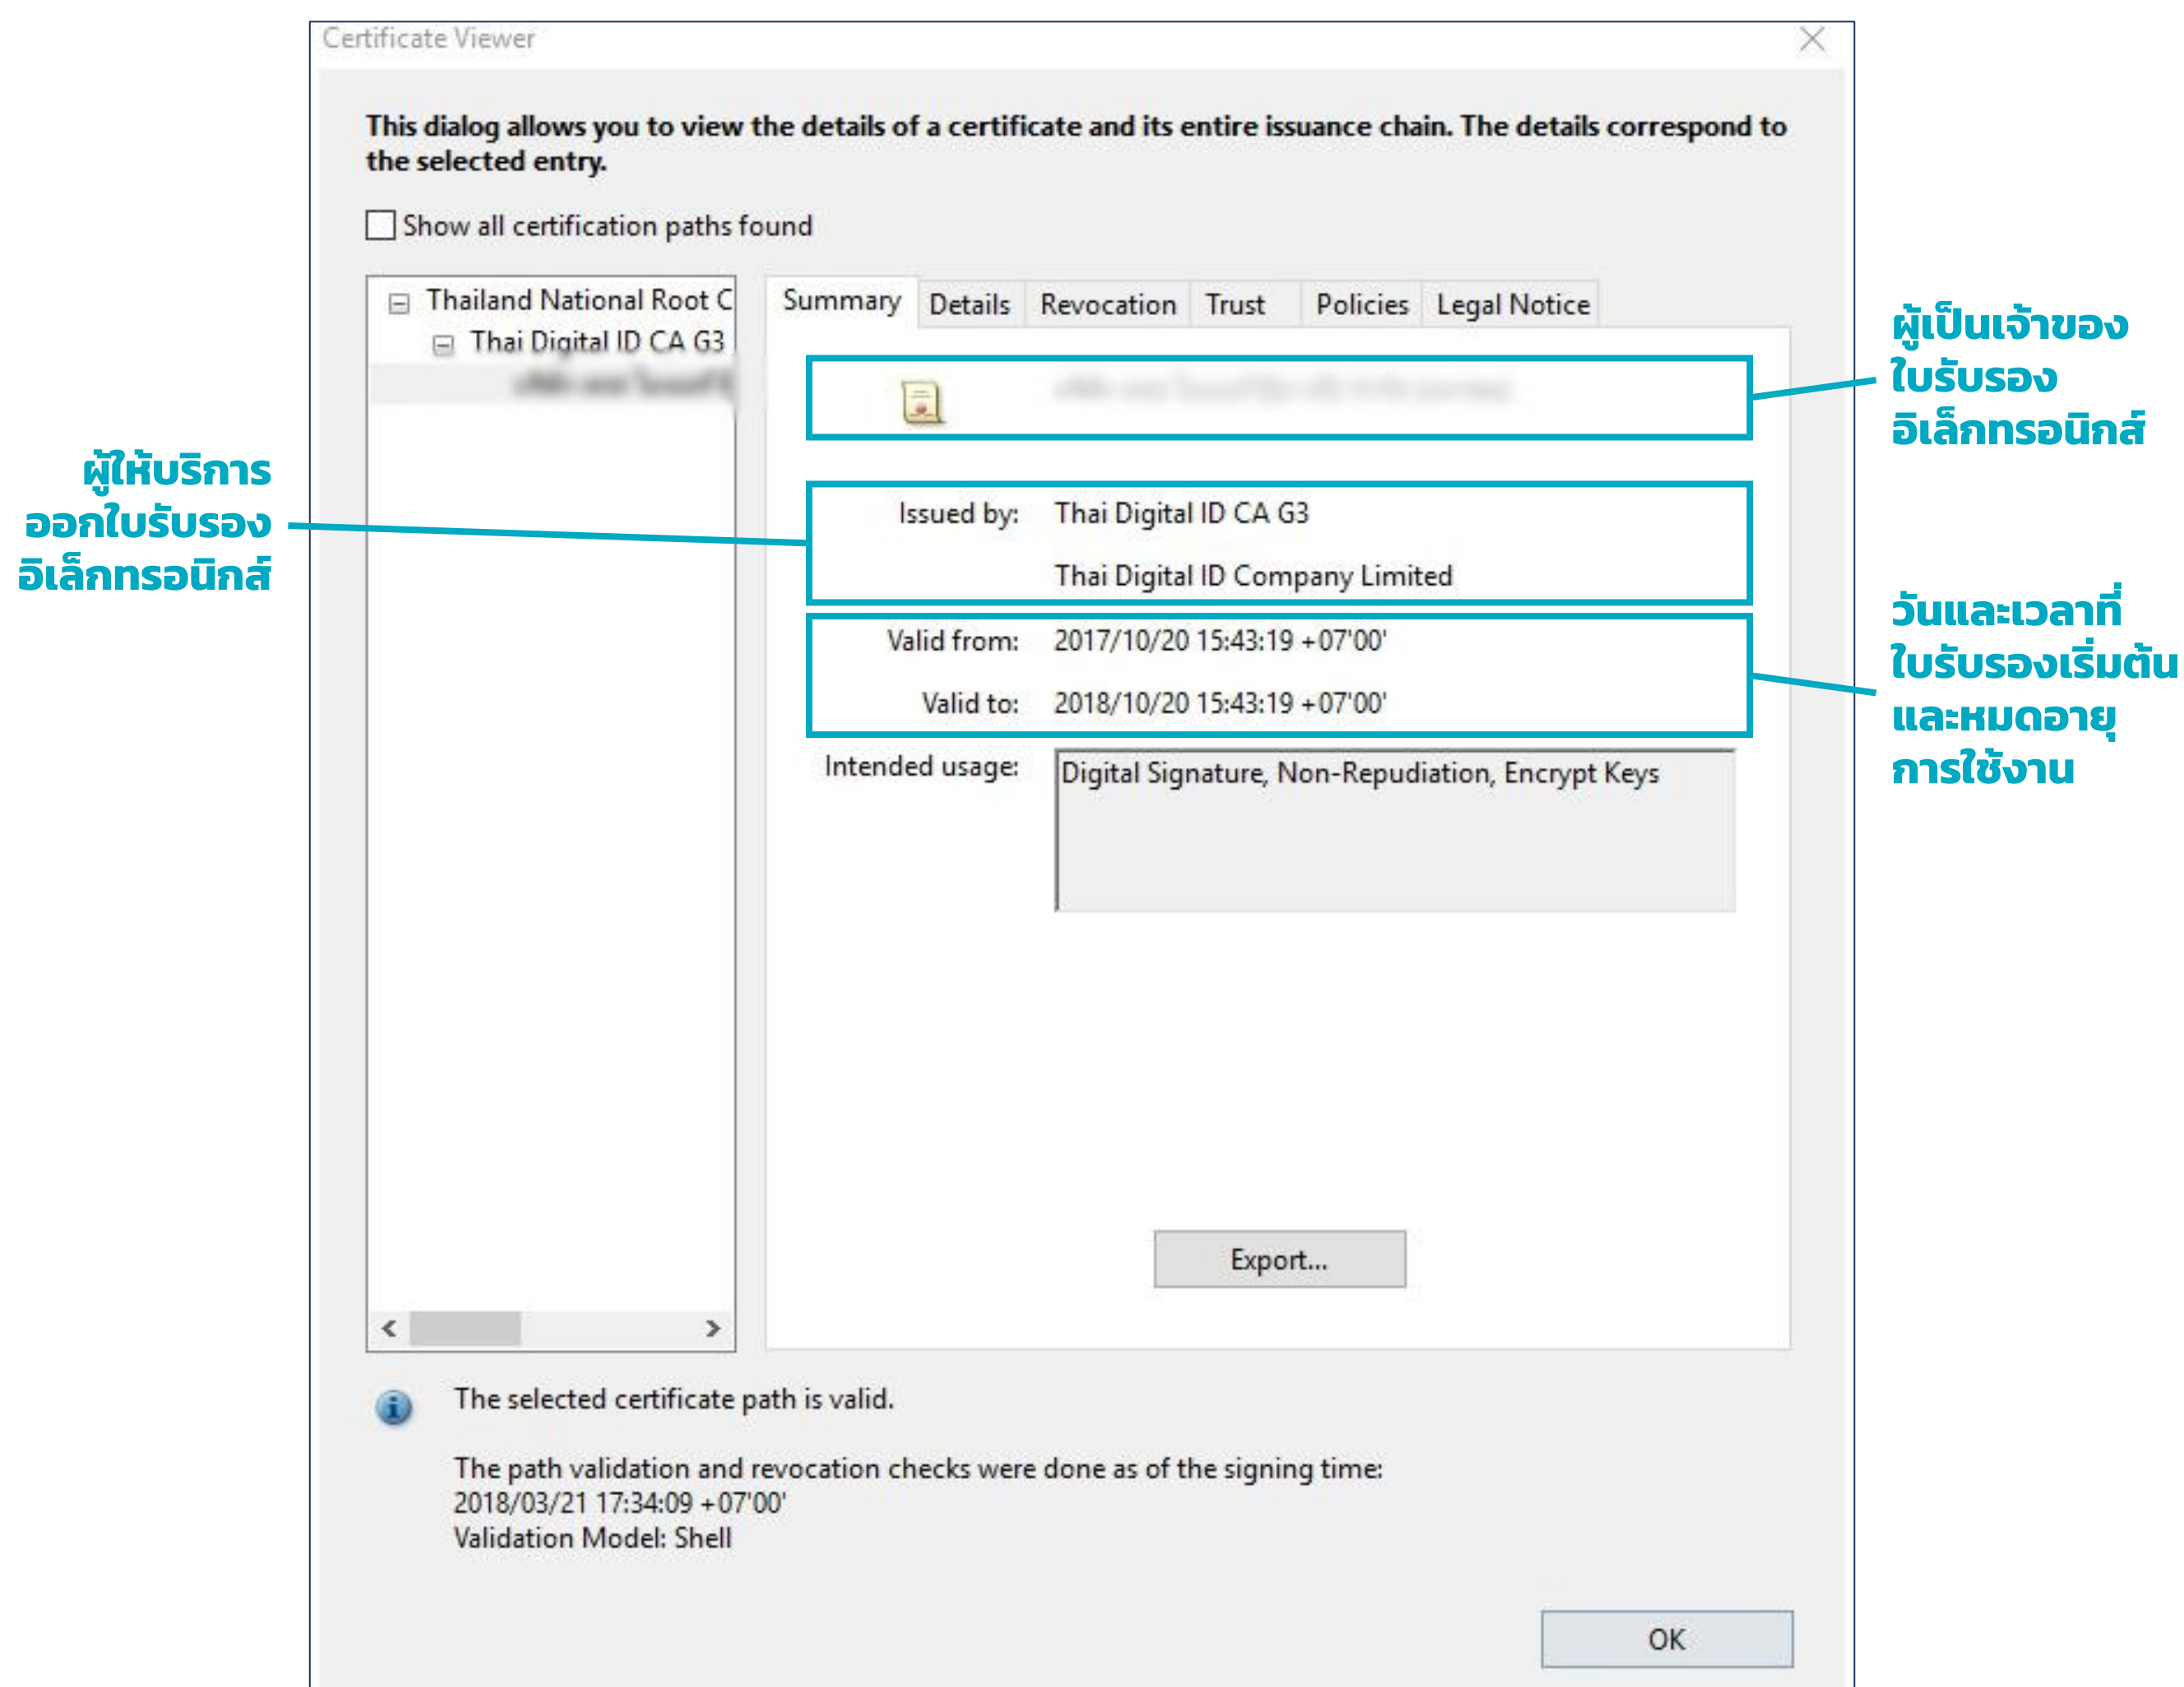 Certificate Viewer
This dialog allows you to view the details of a certificate and its entire issuance chain. The details correspond to
the selected entry.
Show all certification paths found
Thailand National Root C
Thai Digital ID CA G3
Summary
Details
Revocation
Trust
Policies
Legal Notice
ผู้เป็นเจ้าของ
ใบรับรอง
อิเล็กทรอนิกส์
ผู้ให้บริการ
ออกใบรับรอง
อิเล็กทรอนิกส์
Issued by: Thai Digital ID CA G3
Thai Digital ID Company Limited
Valid from: 2017/10/20 15:43:19 +07'00'
Valid to: 2018/10/20 15:43:19 +07'00'
วันและเวลาที่
ใบรับรองเริ่มต้น
และหมดอายุ
การใช้งาน
Intended usage: Digital Signature, Non-Repudiation, Encrypt Keys
Export...
The selected certificate path is valid.
The path validation and revocation checks were done as of the signing time:
2018/03/21 17:34:09 +07'00'
Validation Model: Shell
OK